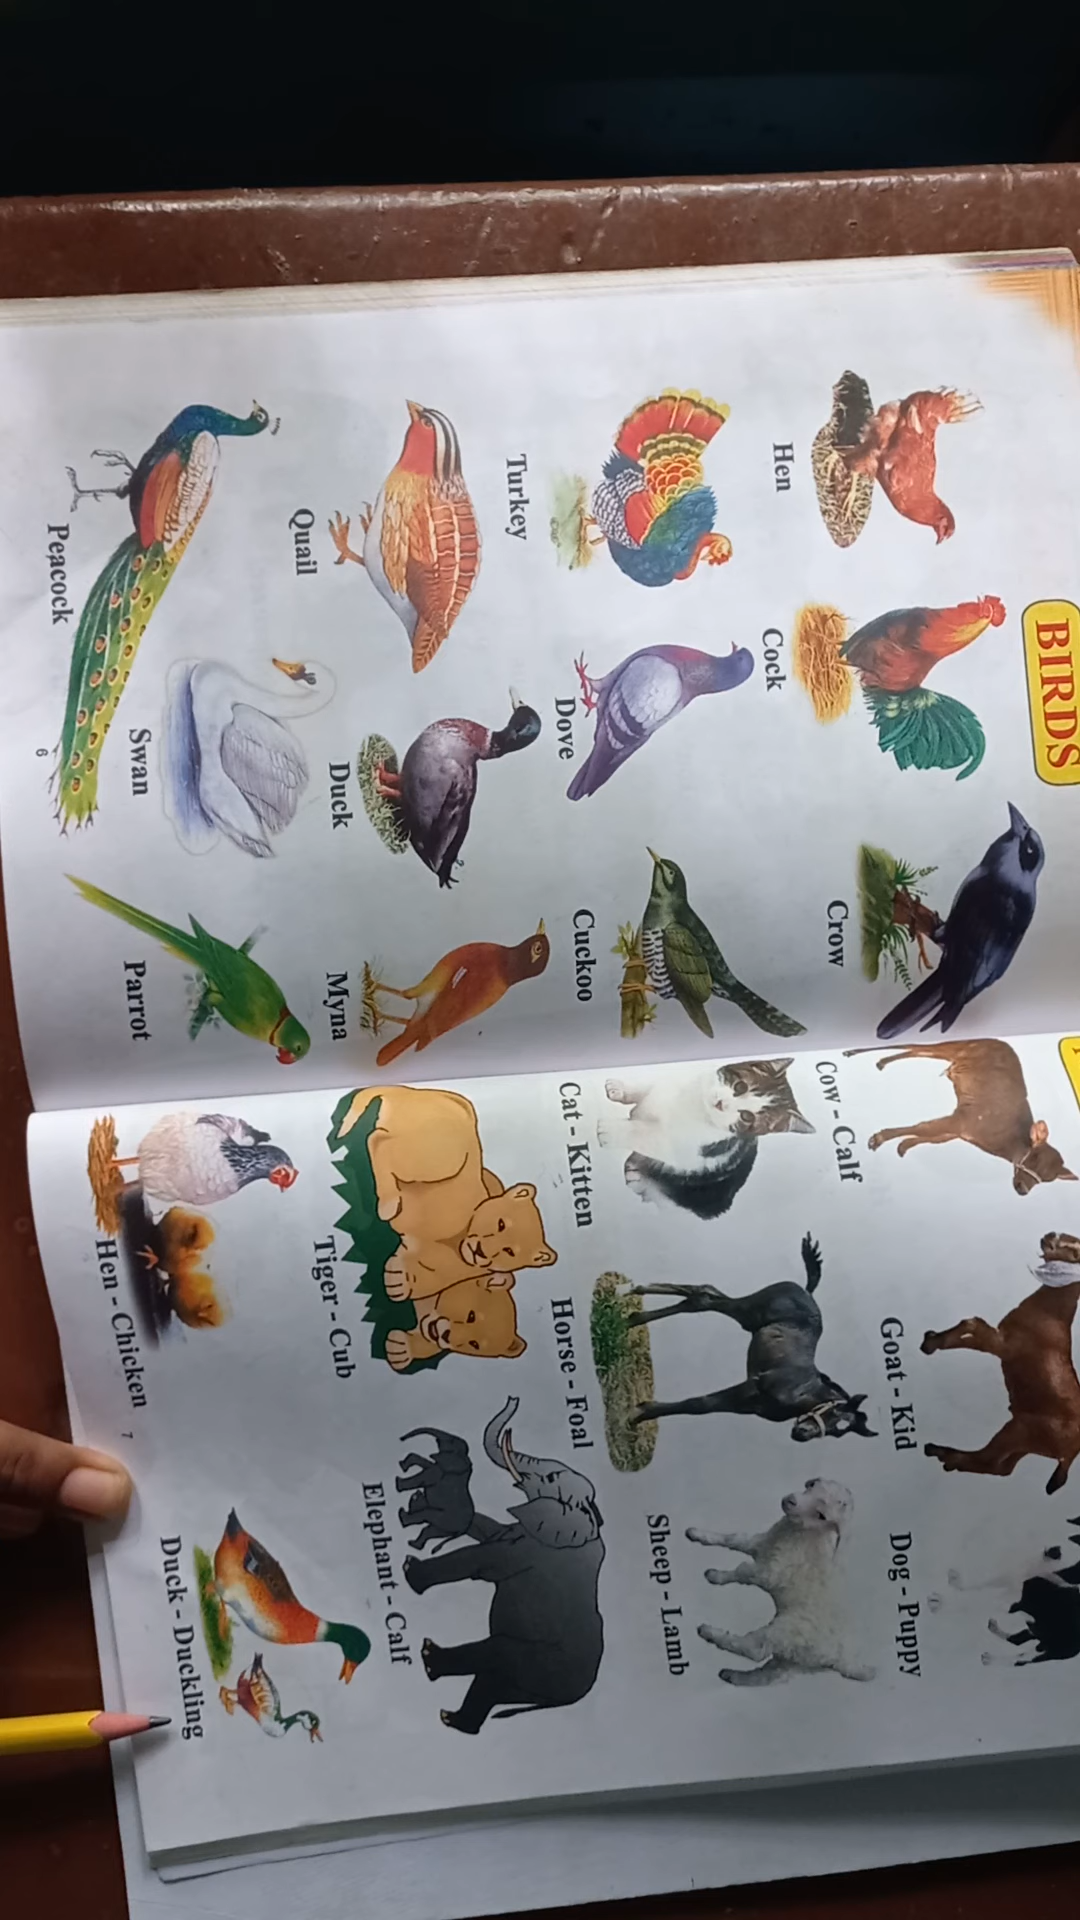 BIRDS
Hen
Cock
Crow
Turkey
Dove
Cuckoo
Quail
Duck
Myna
Peacock
Swan
Parrot
6
Cow - Calf
Goat - Kid
Dog - Puppy
Cat - Kitten
Horse - Foal
Sheep - Lamb
Tiger - Cub
Elephant - Calf
Hen - Chicken
Duck - Duckling
7